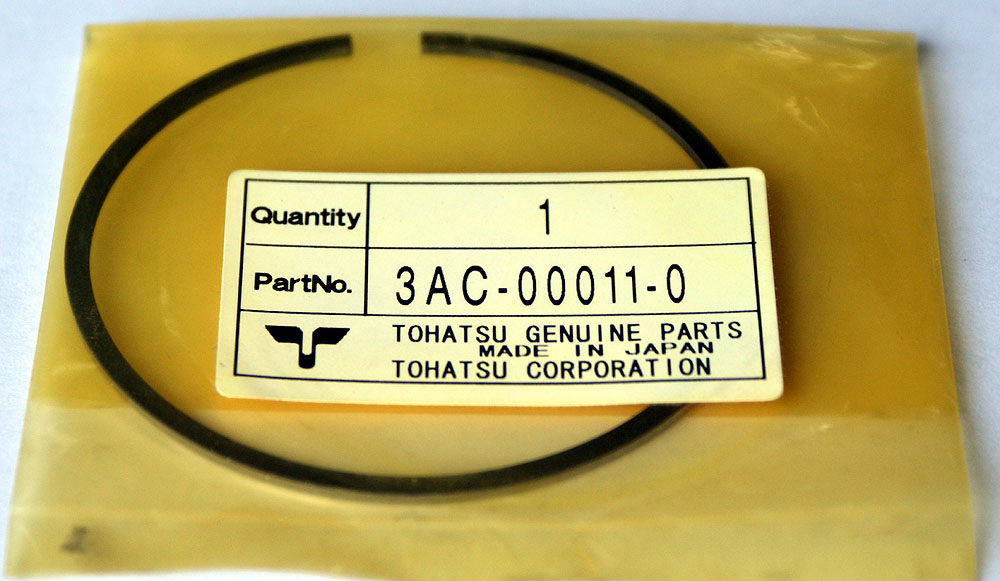 Quantity 1
PartNo. 3AC-00011-0
TOHATSU GENUINE PARTS
MADE IN JAPAN
TOHATSU CORPORATION